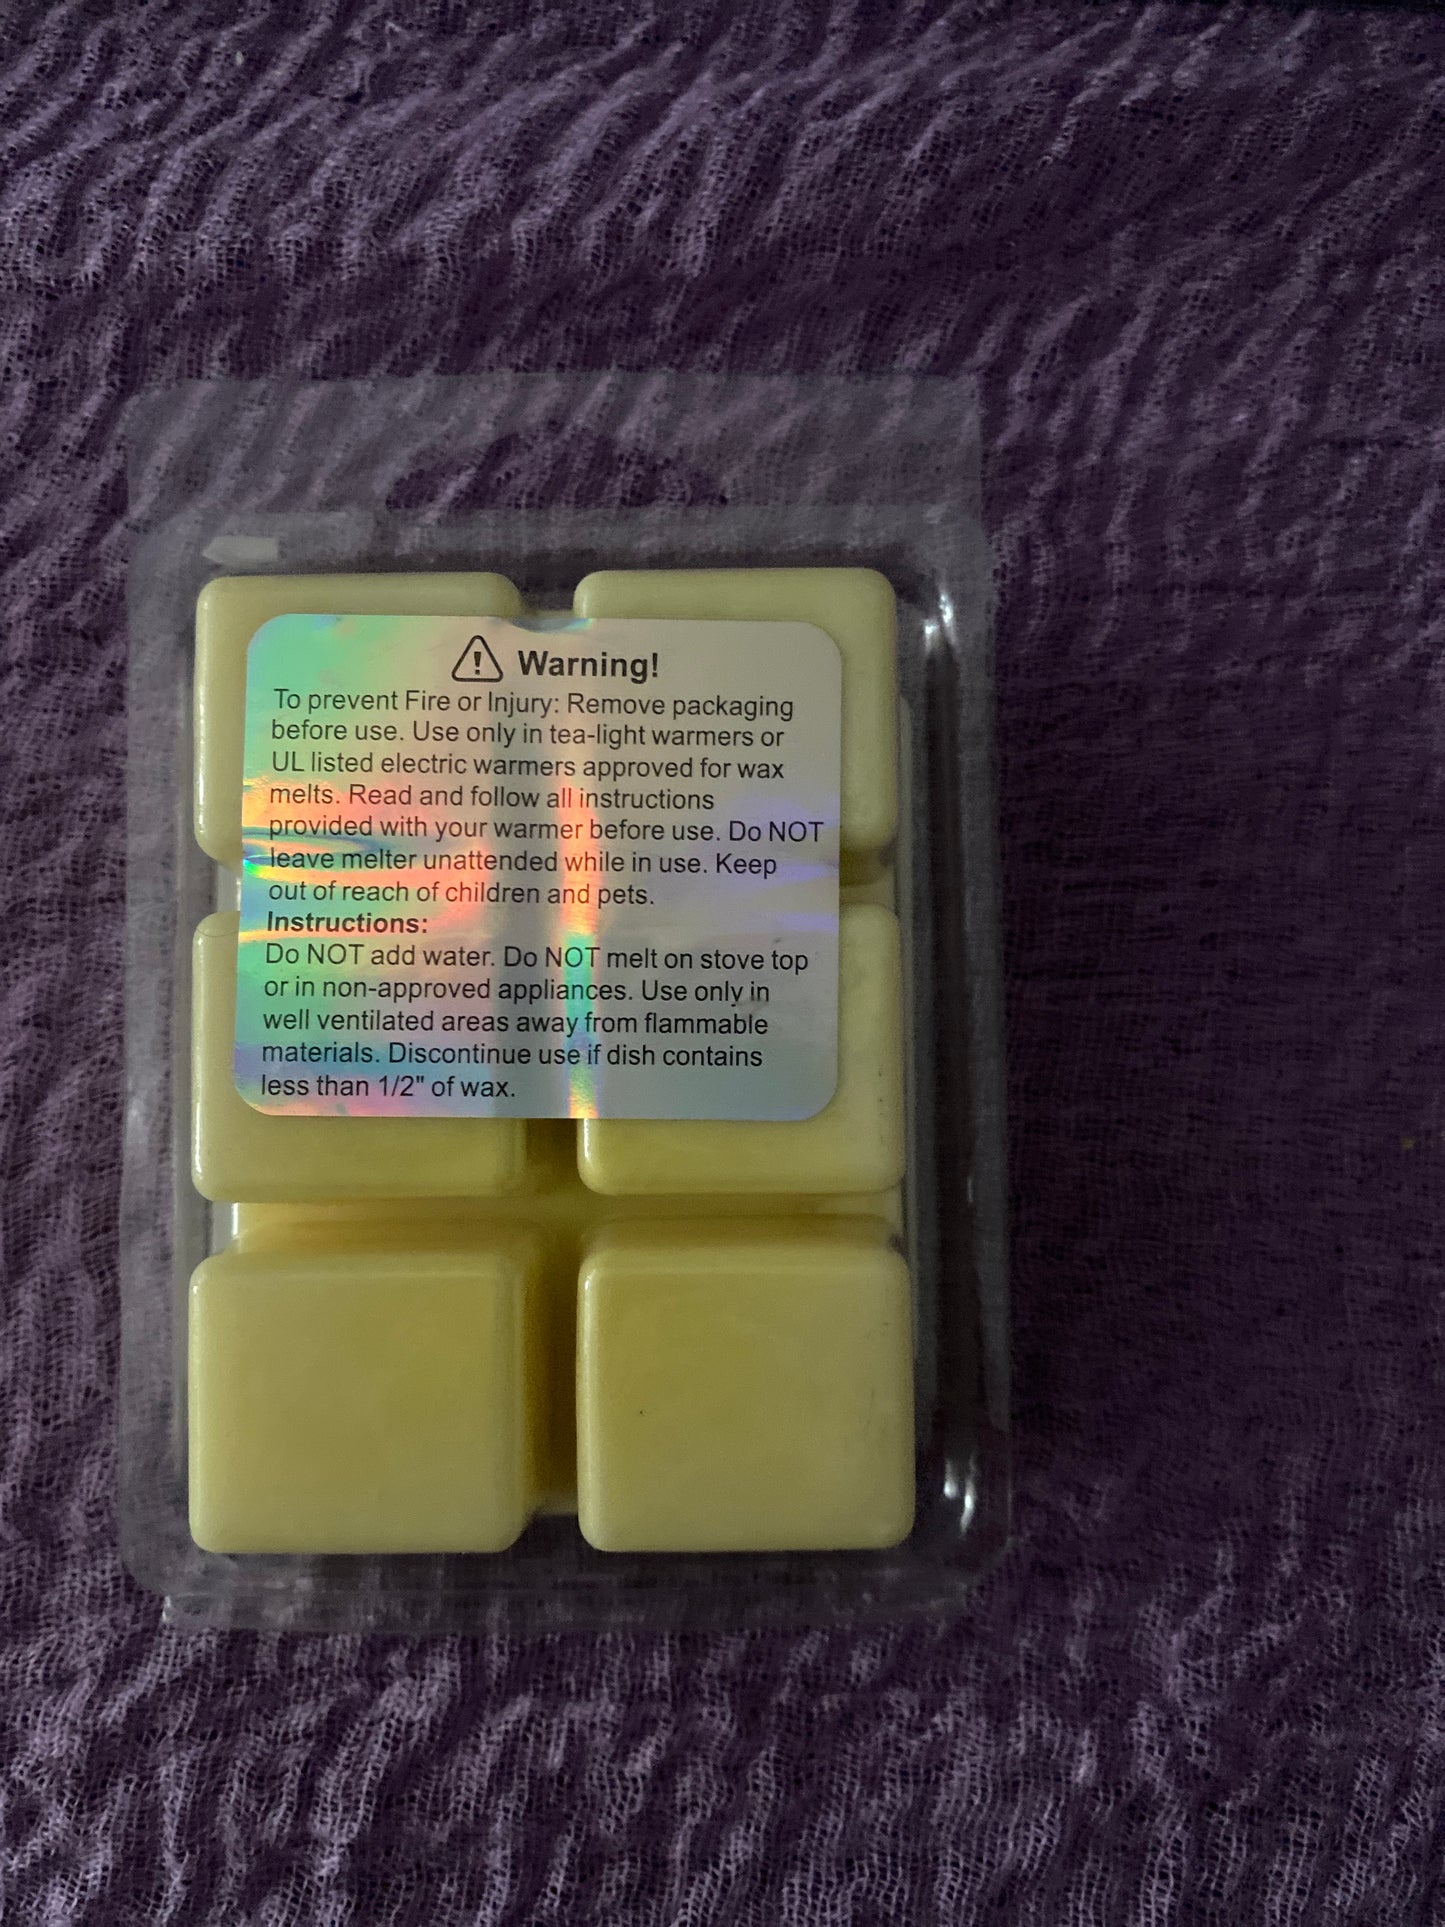 Warning!
To prevent Fire or Injury: Remove packaging
before use. Use only in tea-light warmers or
UL listed electric warmers approved for wax
melts. Read and follow all instructions
provided with your warmer before use. Do NOT
leave melter unattended while in use. Keep
out of reach of children and pets.
Instructions:
Do NOT add water. Do NOT melt on stove top
or in non-approved appliances. Use only in
well ventilated areas away from flammable
materials. Discontinue use if dish contains
less than 1/2" of wax.